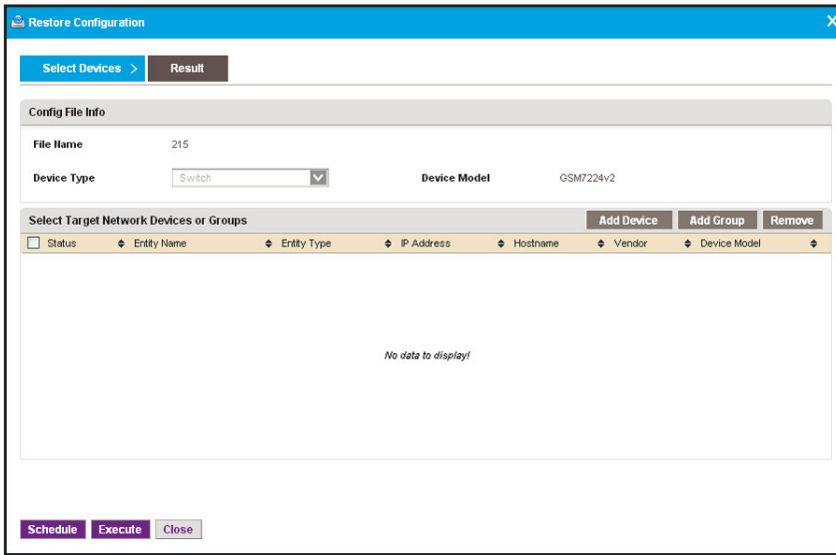 Restore Configuration
Select Devices > Result
Config File Info
File Name 215
Device Type Switch Device Model GSM7224v2
Select Target Network Devices or Groups Add Device Add Group Remove
Status Entity Name Entity Type IP Address Hostname Vendor Device Model
No data to display!
Schedule Execute Close